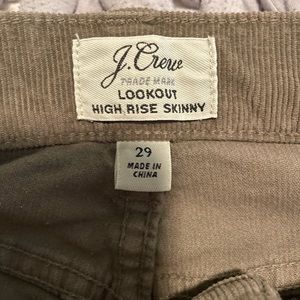 J.Crew
TRADE MARK
LOOKOUT
HIGH RISE SKINNY
29
MADE IN
CHINA